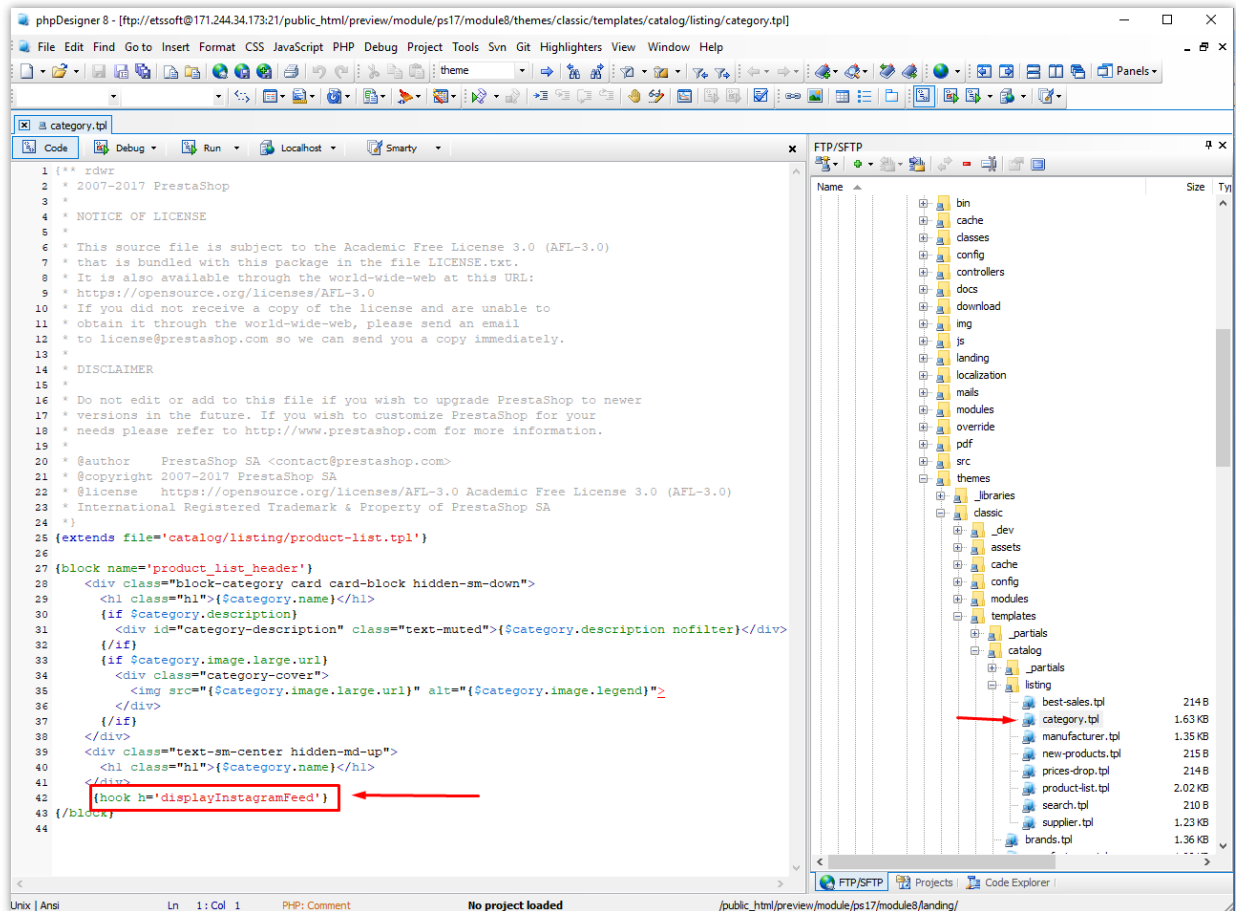 phpDesigner 8 - [ftp://etssoft@171.244.34.173:21/public_html/preview/module/ps17/module8/themes/classic/templates/catalog/listing/category.tpl]
File Edit Find Go to Insert Format CSS JavaScript PHP Debug Project Tools Svn Git Highlighters View Window Help
theme
Panels
category.tpl
Code Debug Run Localhost Smarty
1 {** rdwr
2 * 2007-2017 PrestaShop
3 *
4 * NOTICE OF LICENSE
5 *
6 * This source file is subject to the Academic Free License 3.0 (AFL-3.0)
7 * that is bundled with this package in the file LICENSE.txt.
8 * It is also available through the world-wide-web at this URL:
9 * https://opensource.org/licenses/AFL-3.0
10 * If you did not receive a copy of the license and are unable to
11 * obtain it through the world-wide-web, please send an email
12 * to license@prestashop.com so we can send you a copy immediately.
13 *
14 * DISCLAIMER
15 *
16 * Do not edit or add to this file if you wish to upgrade PrestaShop to newer
17 * versions in the future. If you wish to customize PrestaShop for your
18 * needs please refer to http://www.prestashop.com for more information.
19 *
20 * @author    PrestaShop SA <contact@prestashop.com>
21 * @copyright 2007-2017 PrestaShop SA
22 * @license   https://opensource.org/licenses/AFL-3.0 Academic Free License 3.0 (AFL-3.0)
23 * International Registered Trademark & Property of PrestaShop SA
24 *}
25 {extends file='catalog/listing/product-list.tpl'}
26
27 {block name='product_list_header'}
28     <div class="block-category card card-block hidden-sm-down">
29       <h1 class="h1">{$category.name}</h1>
30       {if $category.description}
31         <div id="category-description" class="text-muted">{$category.description nofilter}</div>
32       {/if}
33       {if $category.image.large.url}
34         <div class="category-cover">
35           <img src="{$category.image.large.url}" alt="{$category.image.legend}">
36         </div>
37       {/if}
38     </div>
39     <div class="text-sm-center hidden-md-up">
40       <h1 class="h1">{$category.name}</h1>
41     </div>
42      {hook h='displayInstagramFeed'}
43 {/block}
44
FTP/SFTP
Name Size
bin
cache
classes
config
controllers
docs
download
img
js
landing
localization
mails
modules
override
pdf
src
themes
_libraries
classic
_dev
assets
cache
config
modules
templates
_partials
catalog
_partials
listing
best-sales.tpl 214 B
category.tpl 1.63 KB
manufacturer.tpl 1.35 KB
new-products.tpl 215 B
prices-drop.tpl 214 B
product-list.tpl 2.02 KB
search.tpl 210 B
supplier.tpl 1.23 KB
brands.tpl 1.36 KB
FTP/SFTP Projects Code Explorer
Unix | Ansi Ln 1 : Col 1 PHP: Comment No project loaded /public_html/preview/module/ps17/module8/landing/